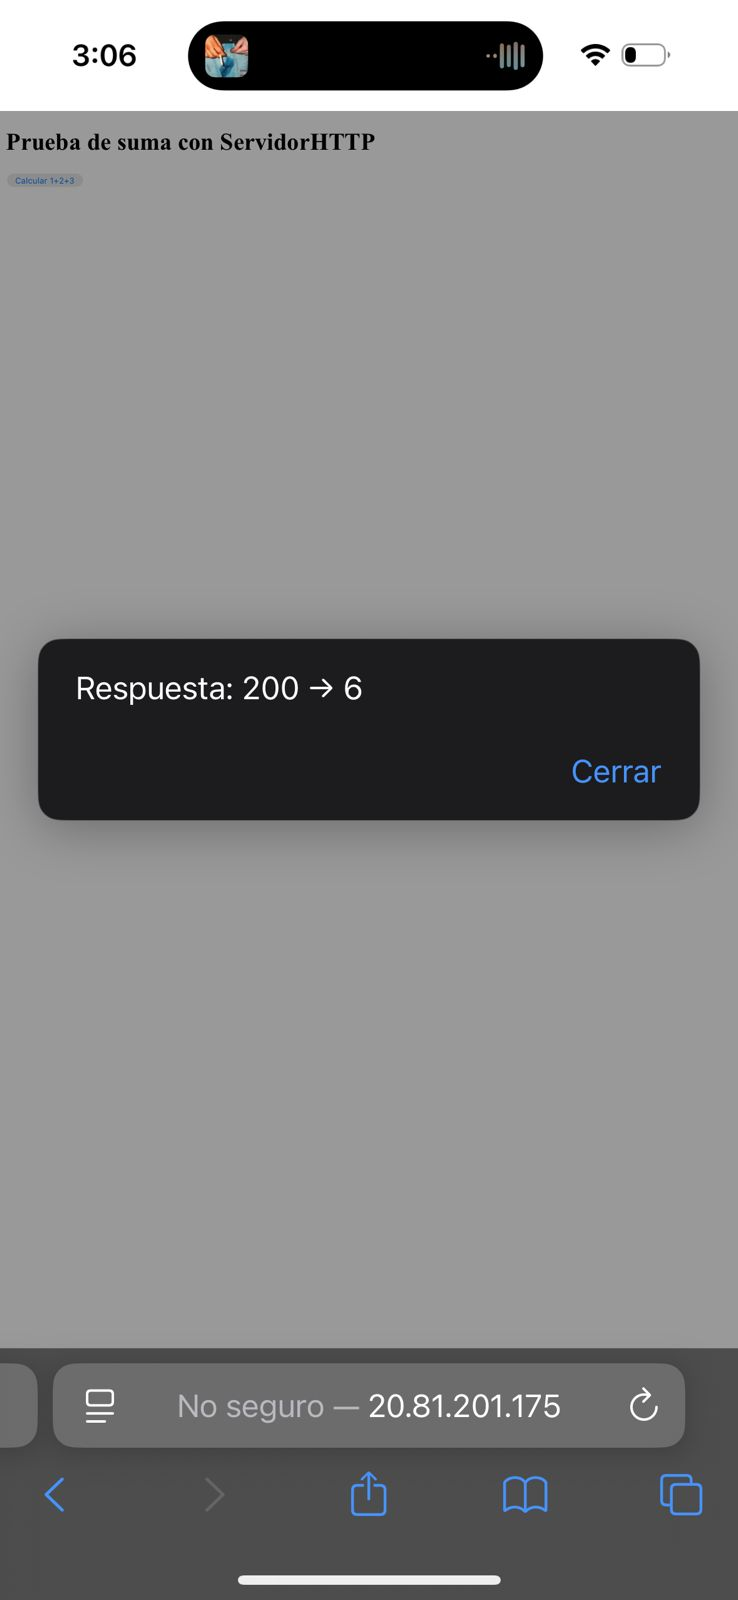 3:06
Prueba de suma con ServidorHTTP
Calcular 1+2+3
Respuesta: 200 → 6
Cerrar
No seguro — 20.81.201.175